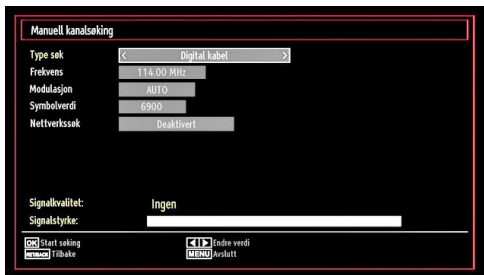 Manuell kanalsøking
Type søk < Digital kabel >
Frekvens 114.00 MHz
Modulasjon AUTO
Symbolverdi 6900
Nettverkssøk Deaktivert
Signalkvalitet: Ingen
Signalstyrke:
OK Start søking ◀▶ Endre verdi
RETURN/BACK Tilbake MENU Avslutt